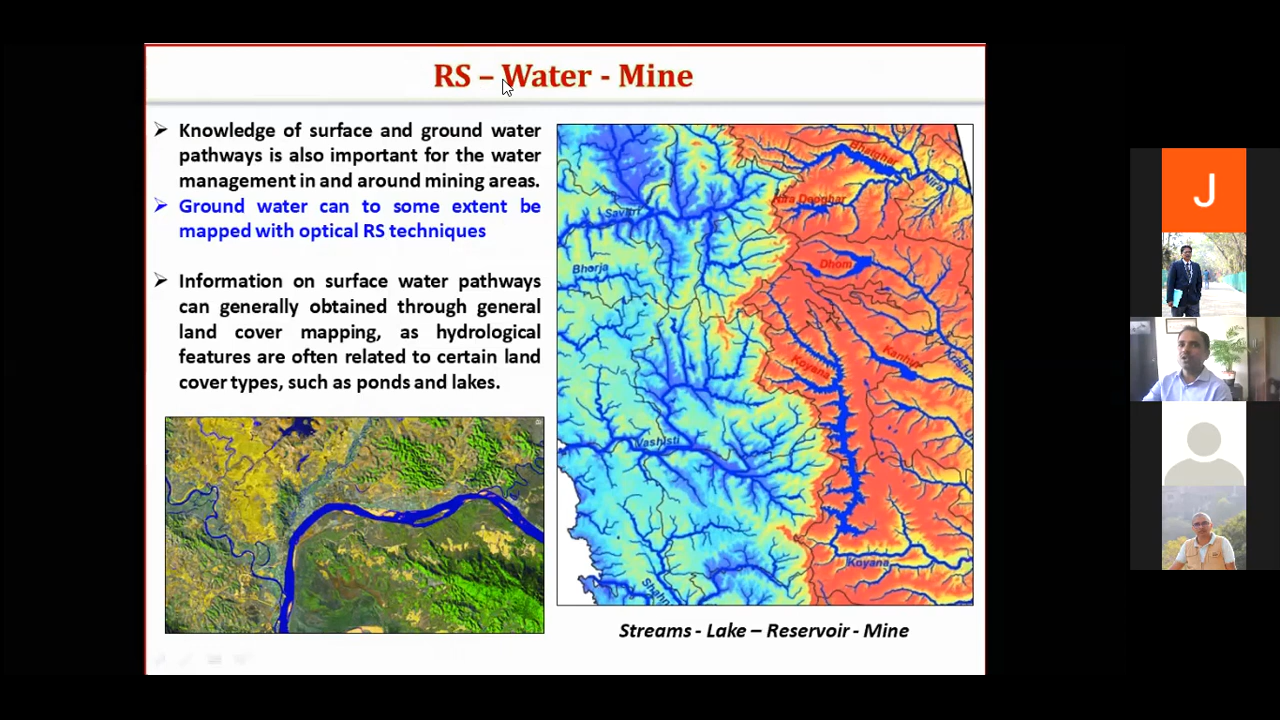 RS – Water - Mine
➢ Knowledge of surface and ground water
pathways is also important for the water
management in and around mining areas.
➢ Ground water can to some extent be
mapped with optical RS techniques
➢ Information on surface water pathways
can generally obtained through general
land cover mapping, as hydrological
features are often related to certain land
cover types, such as ponds and lakes.
Bhatghar
Nira
Nira Deoghar
Savitri
Dhom
Bhorja
Kanher
Koyana
Vashisti
Koyana
Streams - Lake – Reservoir - Mine
J